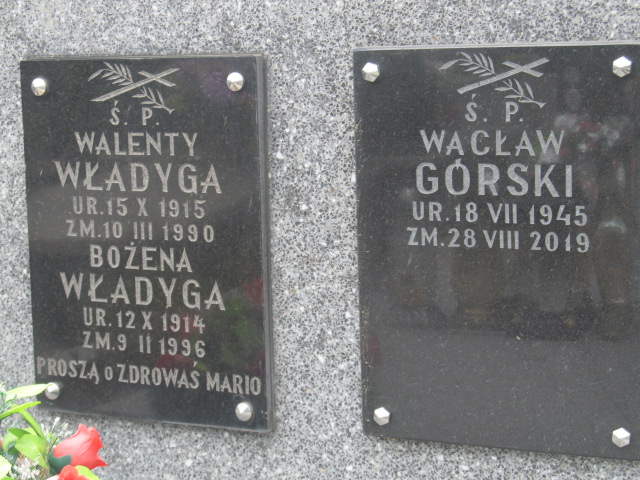 Ś. P.
WALENTY
WŁADYGA
UR. 15 X 1915
ZM. 10 III 1990
BOŻENA
WŁADYGA
UR. 12 X 1914
ZM. 9 II 1996
PROSZĄ o ZDROWAŚ MARIO
Ś. P.
WACŁAW
GÓRSKI
UR. 18 VII 1945
ZM. 28 VIII 2019